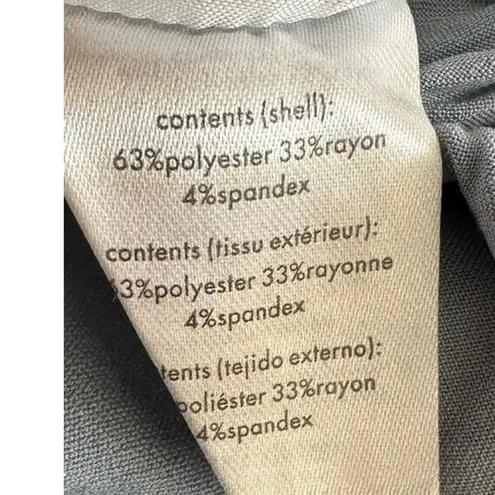 contents (shell):
63%polyester 33%rayon
4%spandex
contents (tissu extérieur):
3%polyester 33%rayonne
4%spandex
tents (tejido externo):
poliéster 33%rayon
4%spandex